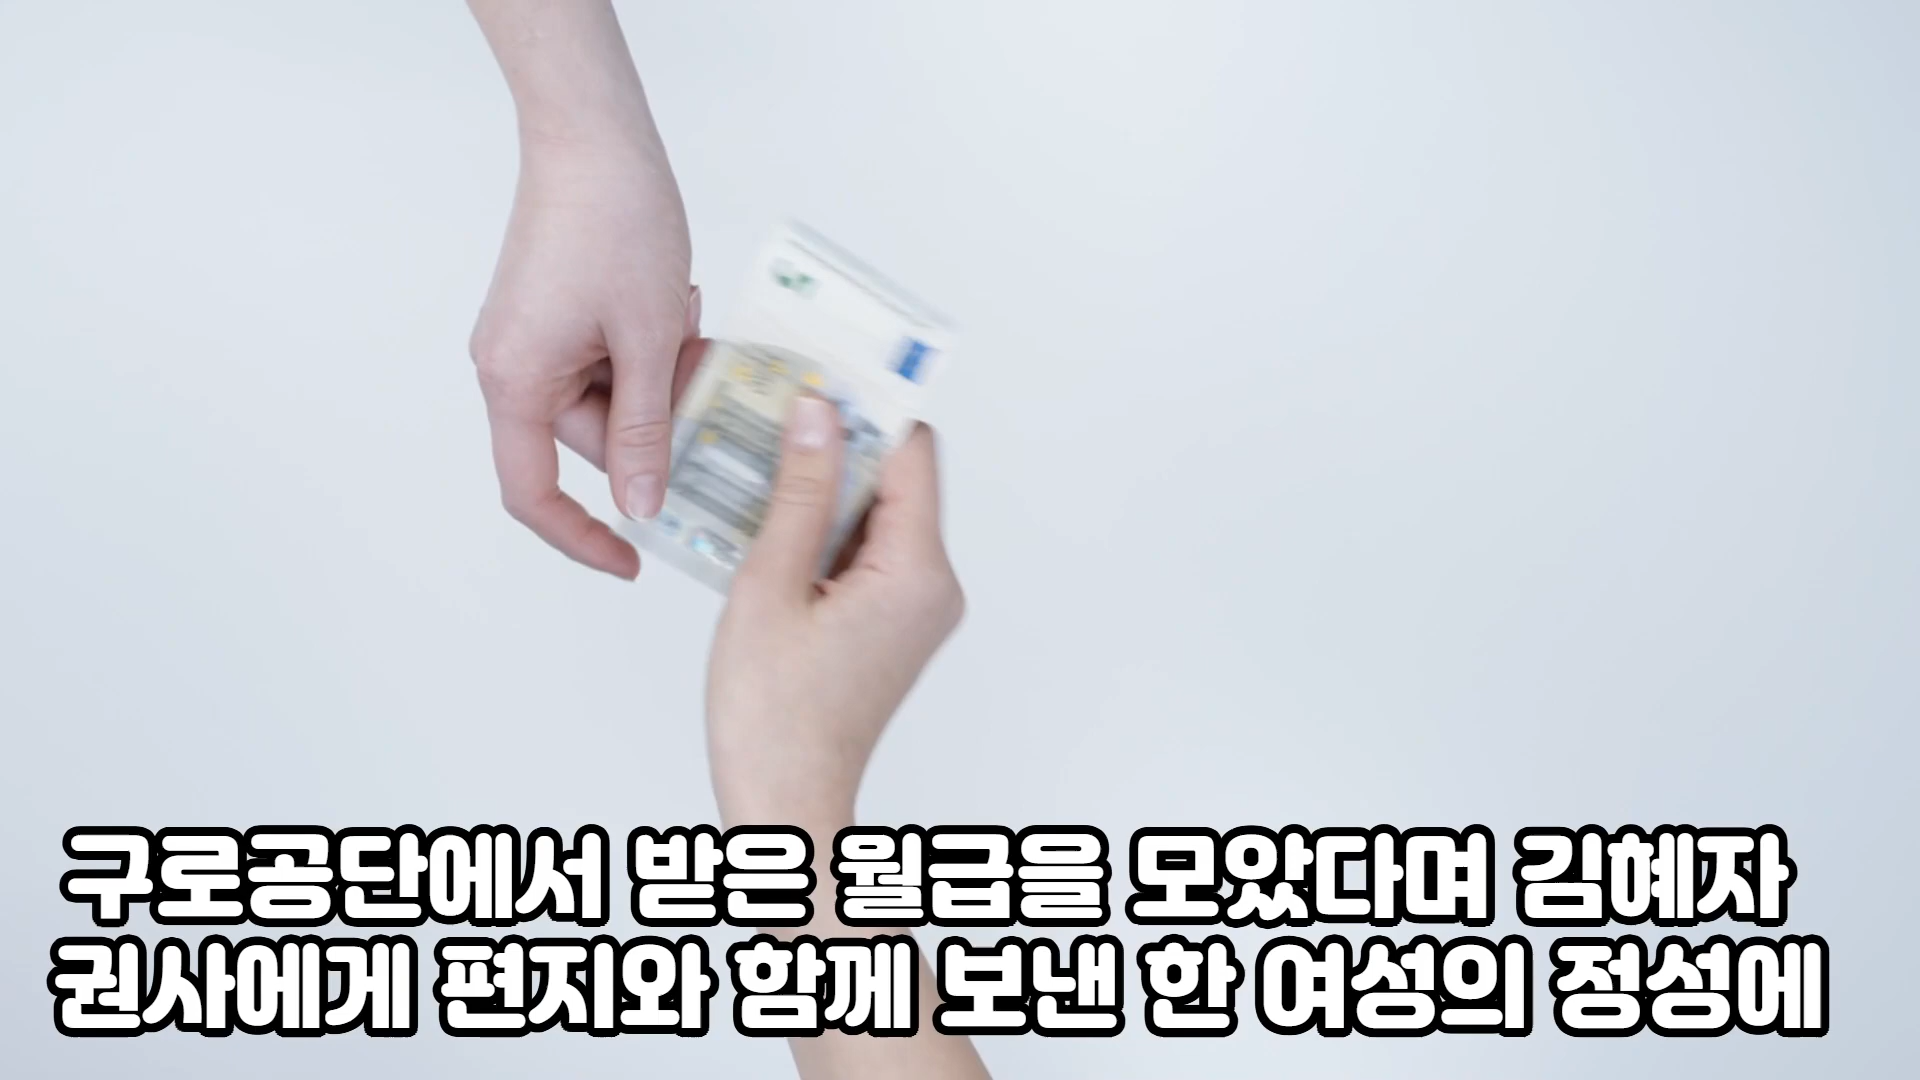 구로공단에서 받은 월급을 모았다며 김혜자
권사에게 편지와 함께 보낸 한 여성의 정성에